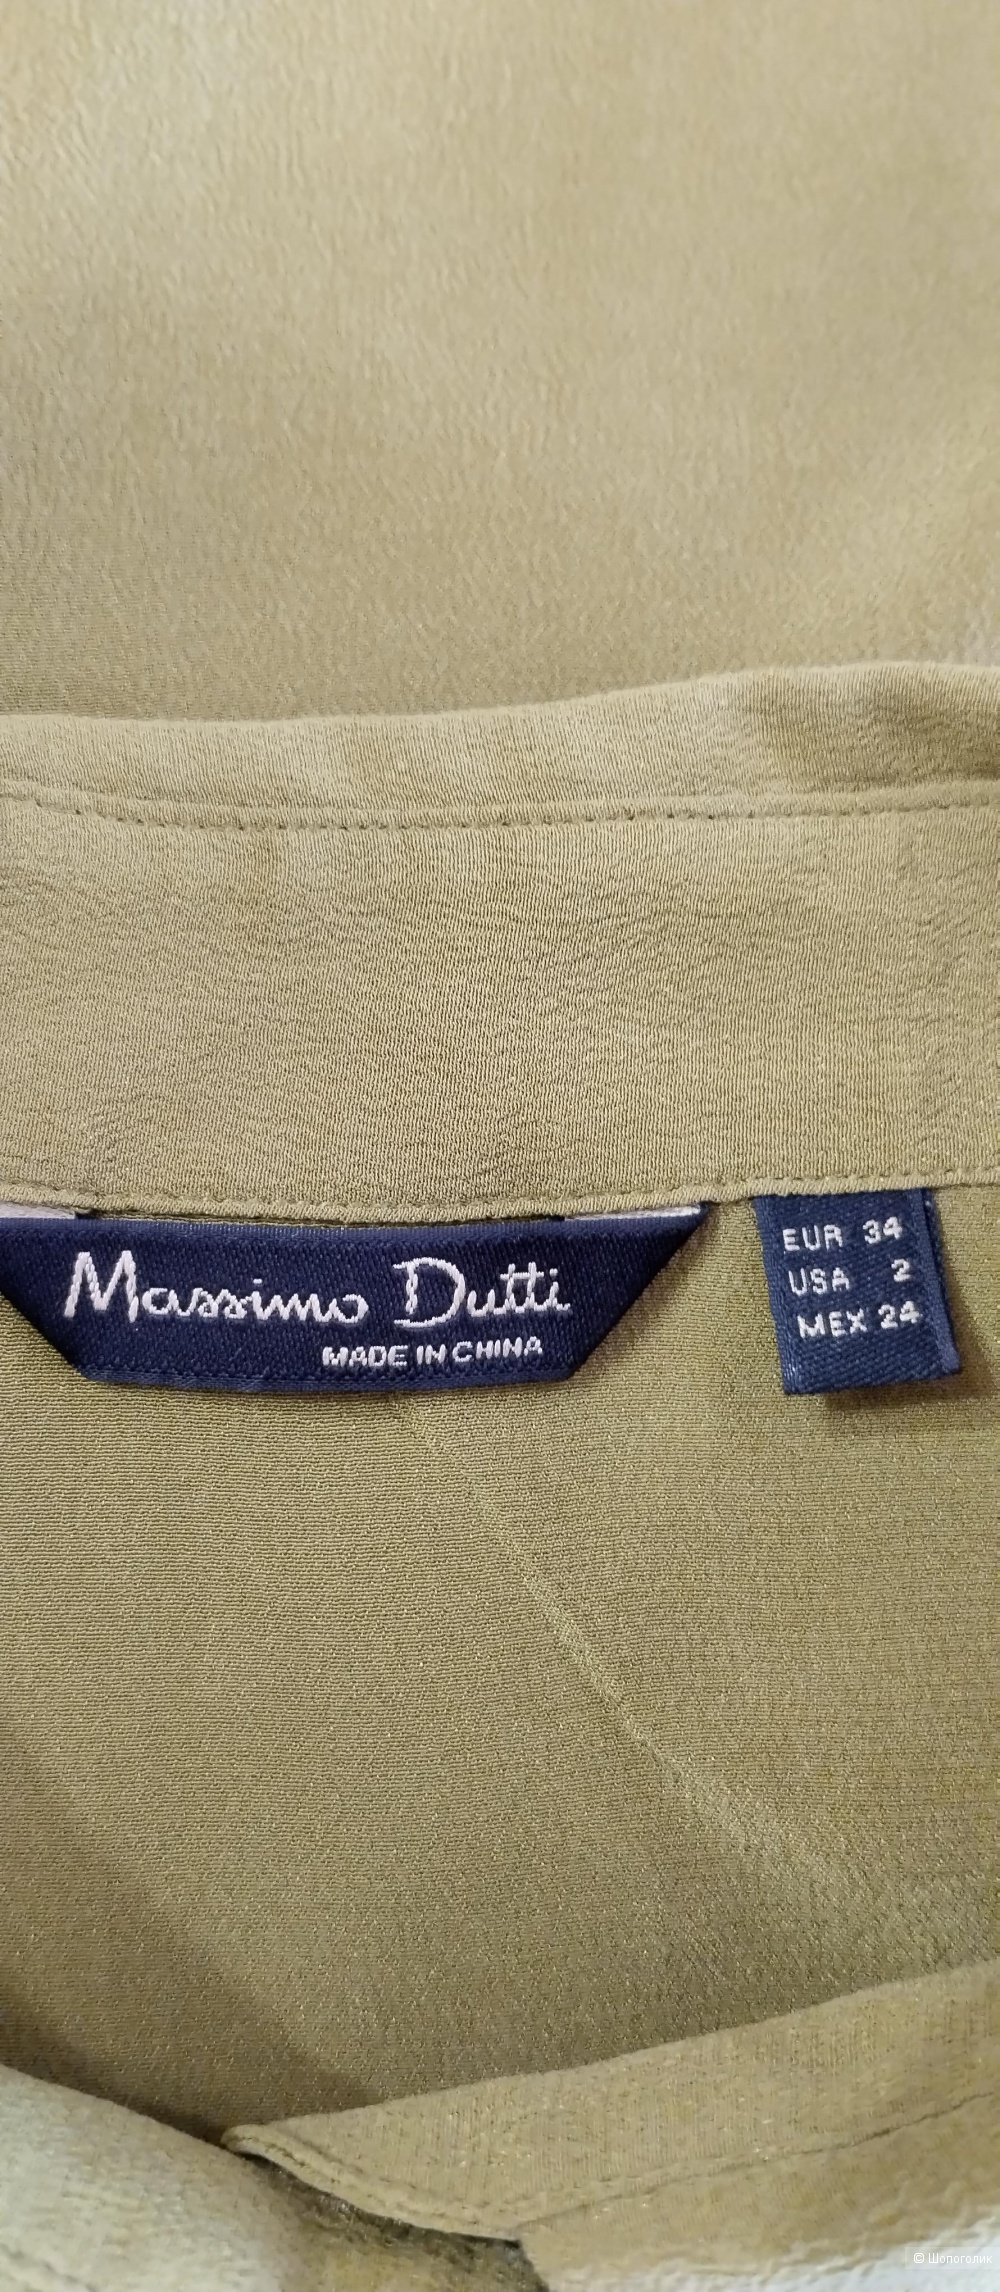 Massimo Dutti
MADE IN CHINA
EUR 34
USA 2
MEX 24
© Шопоголик